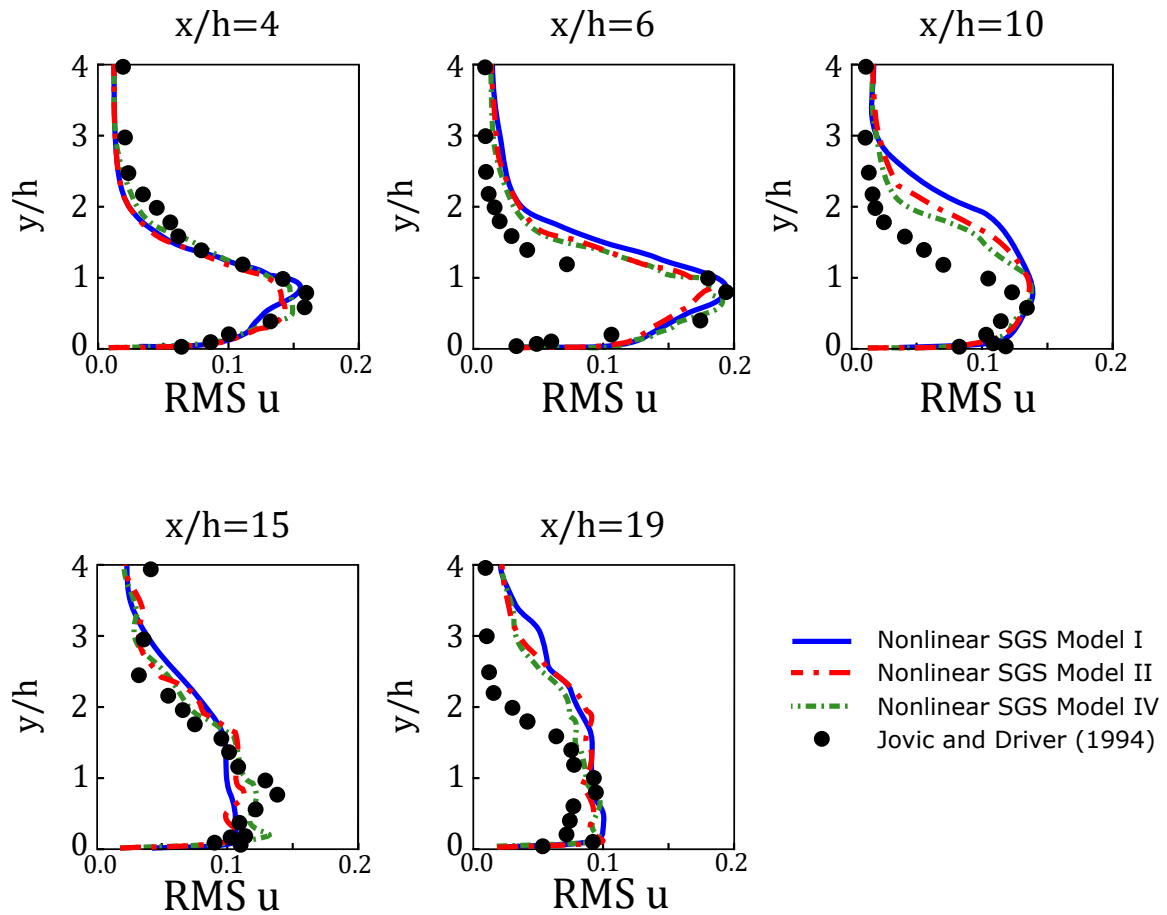 x/h=4
x/h=6
x/h=10
4
3
2
1
0
y/h
0.0
0.1
0.2
RMS u
4
3
2
1
0
y/h
0.0
0.1
0.2
RMS u
4
3
2
1
0
y/h
0.0
0.1
0.2
RMS u
x/h=15
x/h=19
4
3
2
1
0
y/h
0.0
0.1
0.2
RMS u
4
3
2
1
0
y/h
0.0
0.1
0.2
RMS u
Nonlinear SGS Model I
Nonlinear SGS Model II
Nonlinear SGS Model IV
Jovic and Driver (1994)